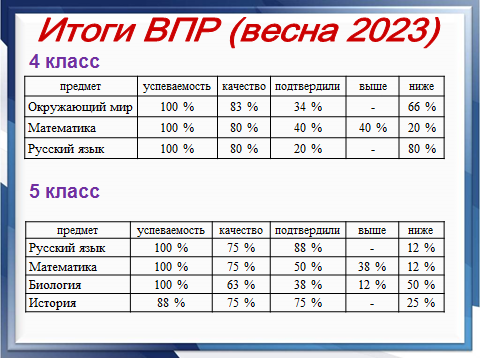 Итоги ВПР (весна 2023)
4 класс
предмет успеваемость качество подтвердили выше ниже
Окружающий мир 100 % 83 % 34 % - 66 %
Математика 100 % 80 % 40 % 40 % 20 %
Русский язык 100 % 80 % 20 % - 80 %
5 класс
предмет успеваемость качество подтвердили выше ниже
Русский язык 100 % 75 % 88 % - 12 %
Математика 100 % 75 % 50 % 38 % 12 %
Биология 100 % 63 % 38 % 12 % 50 %
История 88 % 75 % 75 % - 25 %